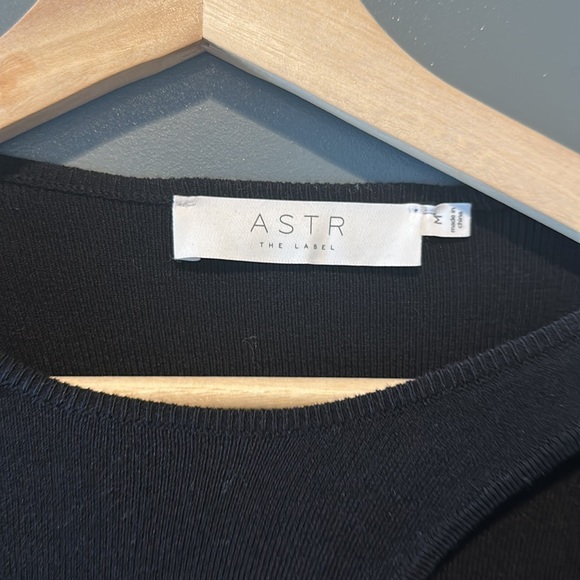 ASTR
THE LABEL
M
made in
china